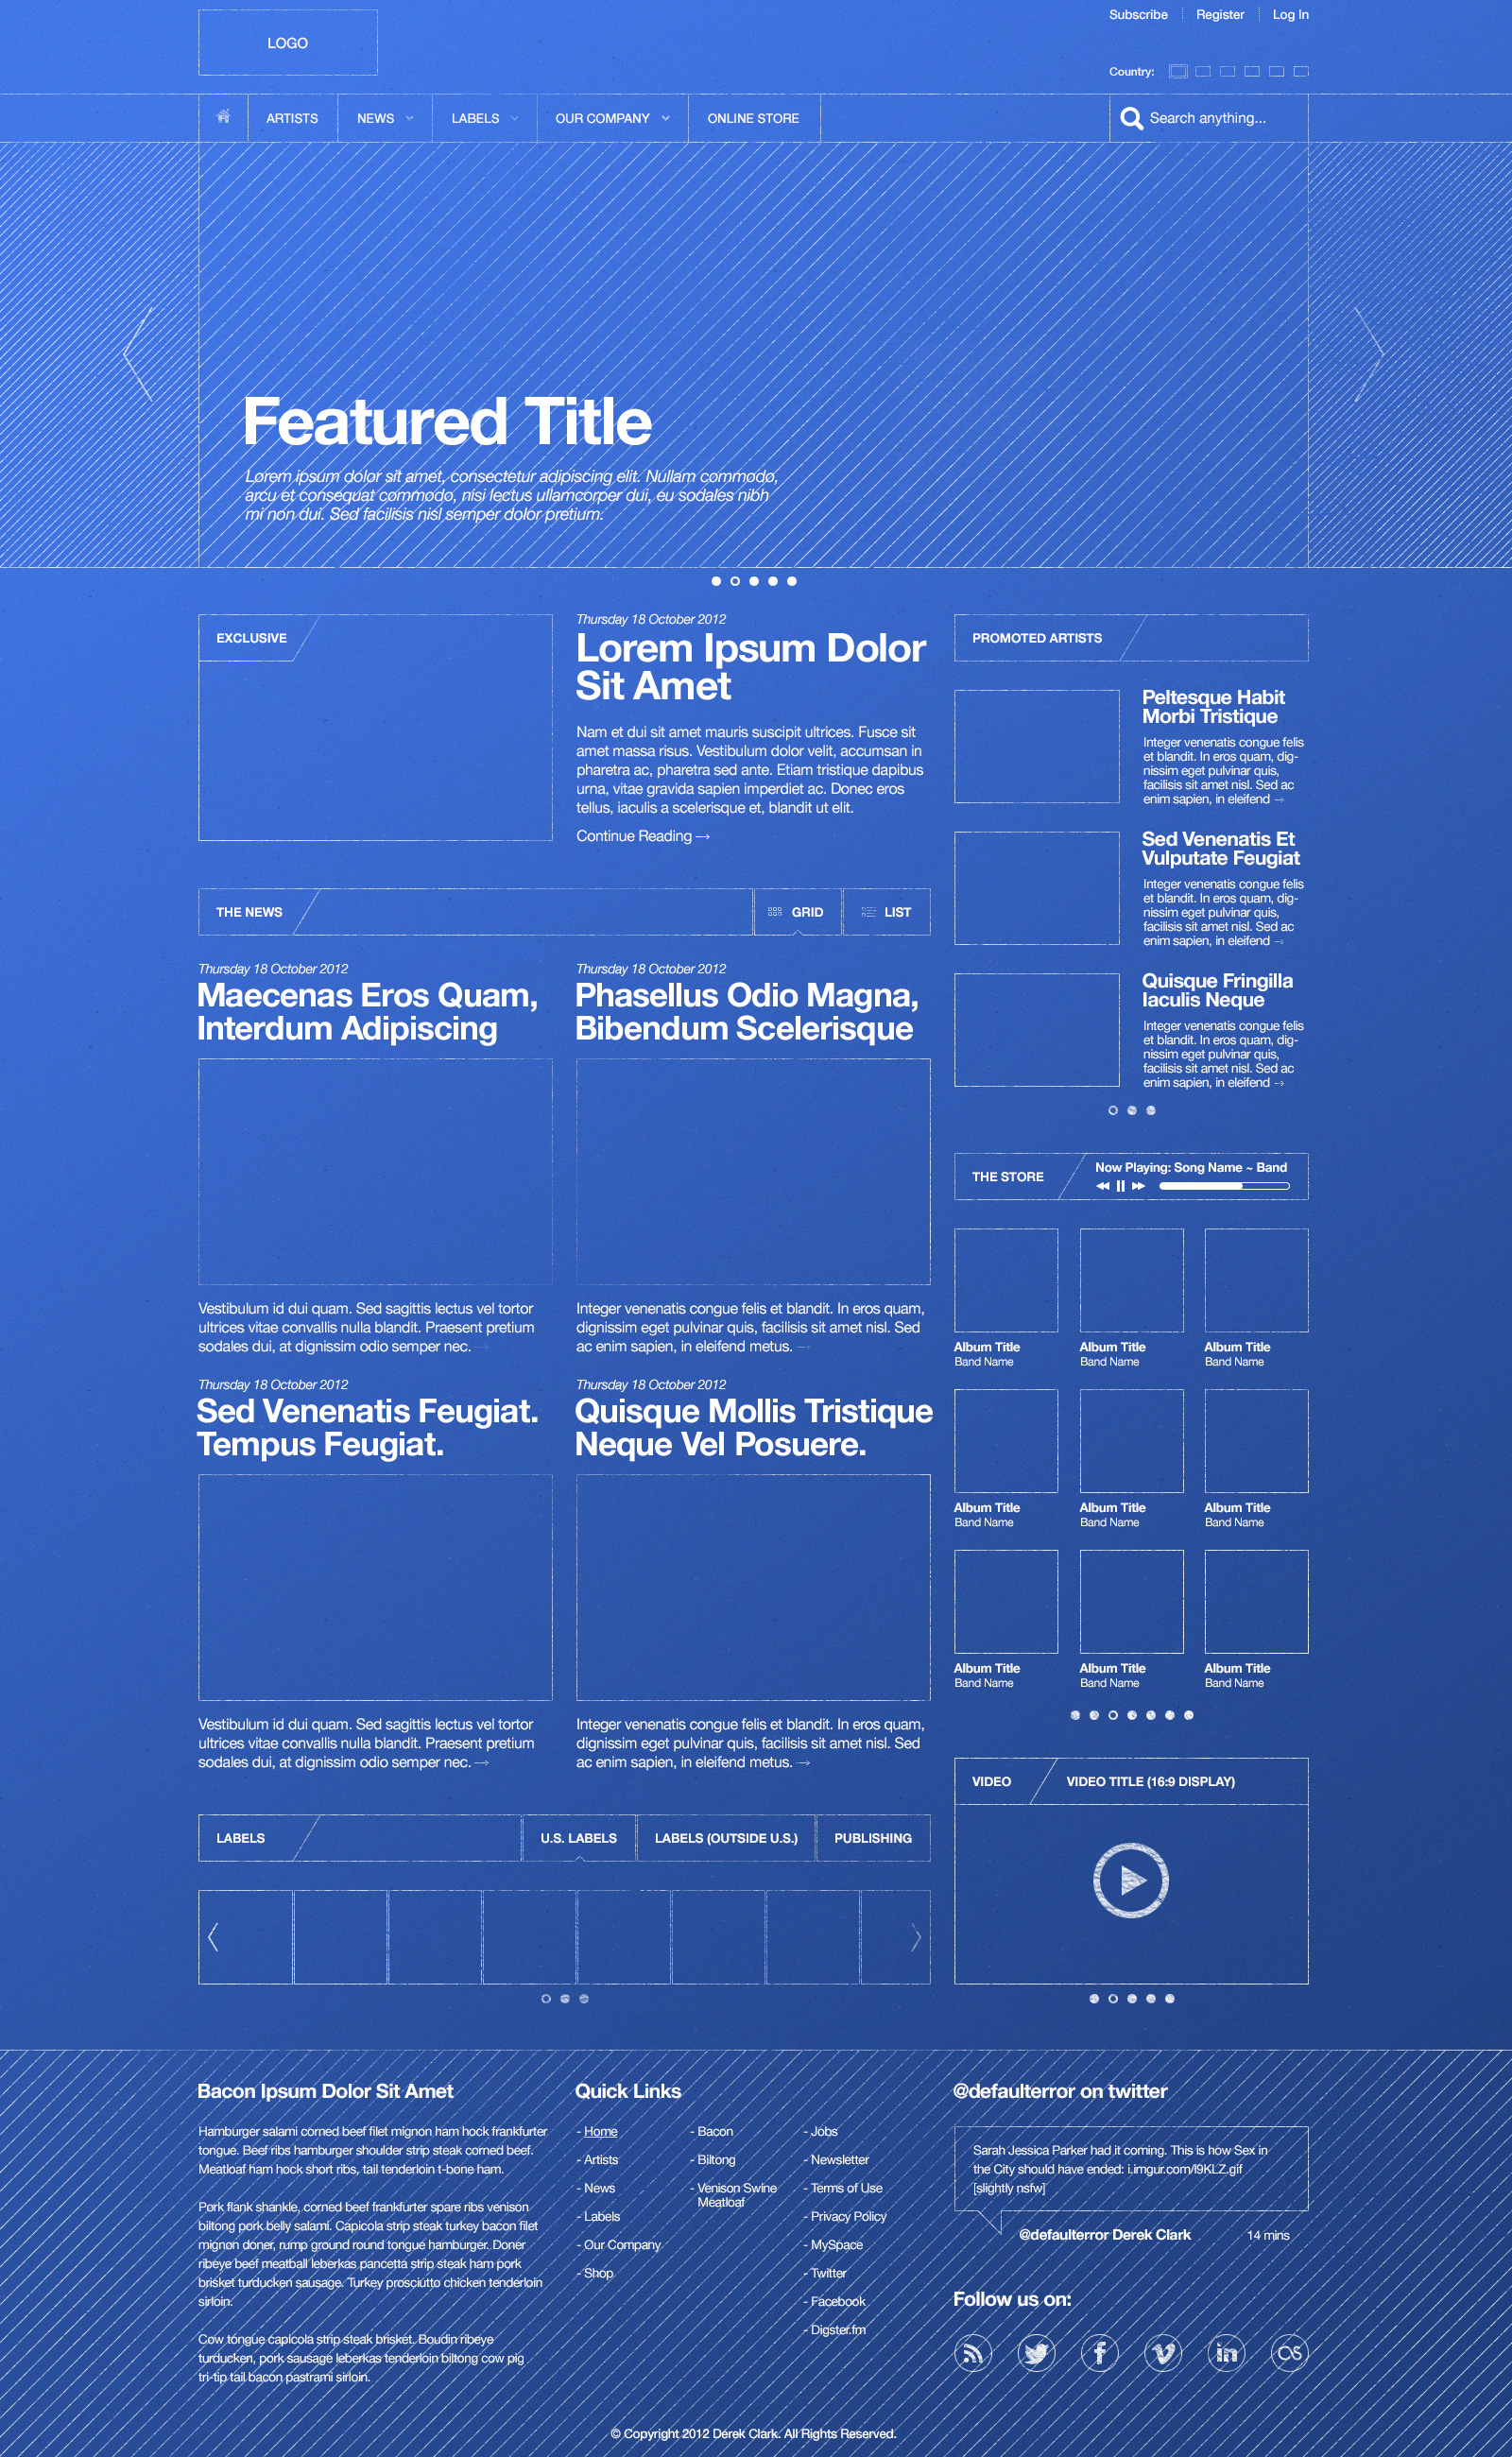 LOGO
Subscribe
Register
Log In
Country:
ARTISTS
NEWS
LABELS
OUR COMPANY
ONLINE STORE
Search anything...
Featured Title
Lorem ipsum dolor sit amet, consectetur adipiscing elit. Nullam commodo,
arcu et consequat commodo, nisi lectus ullamcorper dui, eu sodales nibh
mi non dui. Sed facilisis nisl semper dolor pretium.
EXCLUSIVE
Thursday 18 October 2012
Lorem Ipsum Dolor
Sit Amet
Nam et dui sit amet mauris suscipit ultrices. Fusce sit
amet massa risus. Vestibulum dolor velit, accumsan in
pharetra ac, pharetra sed ante. Etiam tristique dapibus
urna, vitae gravida sapien imperdiet ac. Donec eros
tellus, iaculis a scelerisque et, blandit ut elit.
Continue Reading →
THE NEWS
GRID
LIST
Thursday 18 October 2012
Maecenas Eros Quam,
Interdum Adipiscing
Vestibulum id dui quam. Sed sagittis lectus vel tortor
ultrices vitae convallis nulla blandit. Praesent pretium
sodales dui, at dignissim odio semper nec. →
Thursday 18 October 2012
Phasellus Odio Magna,
Bibendum Scelerisque
Integer venenatis congue felis et blandit. In eros quam,
dignissim eget pulvinar quis, facilisis sit amet nisl. Sed
ac enim sapien, in eleifend metus. →
Thursday 18 October 2012
Sed Venenatis Feugiat.
Tempus Feugiat.
Vestibulum id dui quam. Sed sagittis lectus vel tortor
ultrices vitae convallis nulla blandit. Praesent pretium
sodales dui, at dignissim odio semper nec. →
Thursday 18 October 2012
Quisque Mollis Tristique
Neque Vel Posuere.
Integer venenatis congue felis et blandit. In eros quam,
dignissim eget pulvinar quis, facilisis sit amet nisl. Sed
ac enim sapien, in eleifend metus. →
LABELS
U.S. LABELS
LABELS (OUTSIDE U.S.)
PUBLISHING
PROMOTED ARTISTS
Peltesque Habit
Morbi Tristique
Integer venenatis congue felis
et blandit. In eros quam, dig-
nissim eget pulvinar quis,
facilisis sit amet nisl. Sed ac
enim sapien, in eleifend →
Sed Venenatis Et
Vulputate Feugiat
Integer venenatis congue felis
et blandit. In eros quam, dig-
nissim eget pulvinar quis,
facilisis sit amet nisl. Sed ac
enim sapien, in eleifend →
Quisque Fringilla
Iaculis Neque
Integer venenatis congue felis
et blandit. In eros quam, dig-
nissim eget pulvinar quis,
facilisis sit amet nisl. Sed ac
enim sapien, in eleifend →
THE STORE
Now Playing: Song Name ~ Band
Album Title
Band Name
Album Title
Band Name
Album Title
Band Name
Album Title
Band Name
Album Title
Band Name
Album Title
Band Name
Album Title
Band Name
Album Title
Band Name
Album Title
Band Name
VIDEO
VIDEO TITLE (16:9 DISPLAY)
Bacon Ipsum Dolor Sit Amet
Hamburger salami corned beef filet mignon ham hock frankfurter
tongue. Beef ribs hamburger shoulder strip steak corned beef.
Meatloaf ham hock short ribs, tail tenderloin t-bone ham.
Pork flank shankle, corned beef frankfurter spare ribs venison
biltong pork belly salami. Capicola strip steak turkey bacon filet
mignon doner, rump ground round tongue hamburger. Doner
ribeye beef meatball leberkas pancetta strip steak ham pork
brisket turducken sausage. Turkey prosciutto chicken tenderloin
sirloin.
Cow tongue capicola strip steak brisket. Boudin ribeye
turducken, pork sausage leberkas tenderloin biltong cow pig
tri-tip tail bacon pastrami sirloin.
Quick Links
- Home
- Artists
- News
- Labels
- Our Company
- Shop
- Bacon
- Biltong
- Venison Swine
Meatloaf
- Jobs
- Newsletter
- Terms of Use
- Privacy Policy
- MySpace
- Twitter
- Facebook
- Digster.fm
@defaulterror on twitter
Sarah Jessica Parker had it coming. This is how Sex in
the City should have ended: i.imgur.com/l9KLZ.gif
[slightly nsfw]
@defaulterror Derek Clark
14 mins
Follow us on:
© Copyright 2012 Derek Clark. All Rights Reserved.